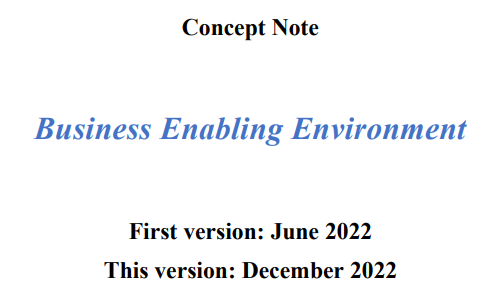 Concept Note
Business Enabling Environment
First version: June 2022
This version: December 2022